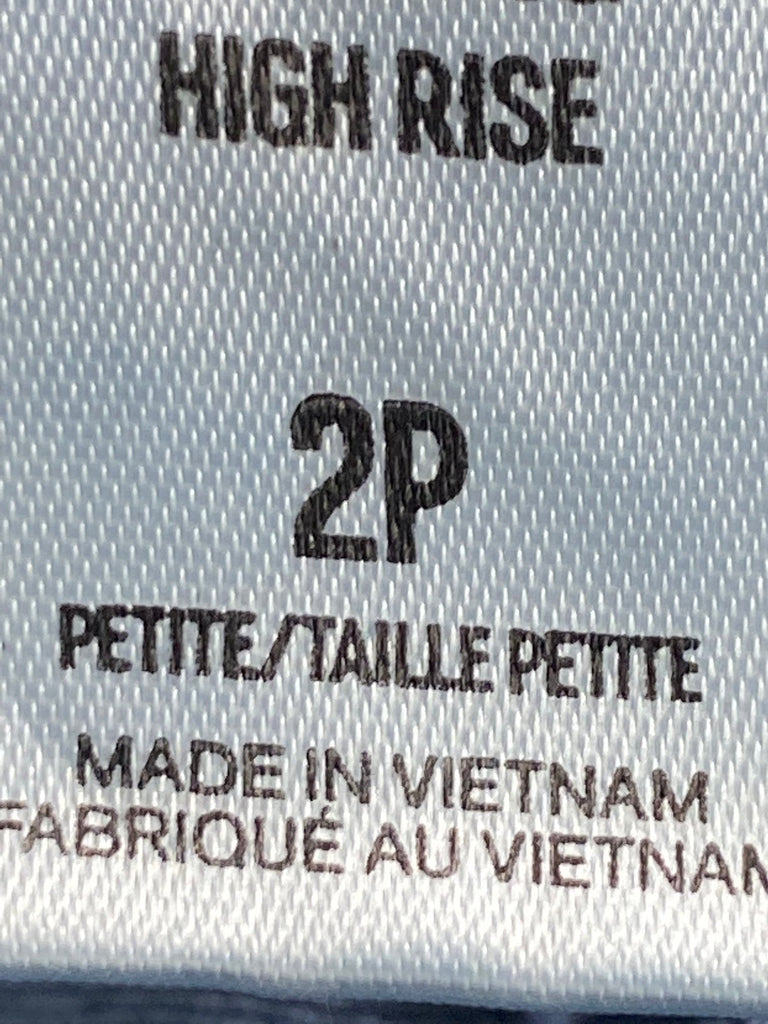 HIGH RISE
2P
PETITE/TAILLE PETITE
MADE IN VIETNAM
FABRIQUÉ AU VIETNAM